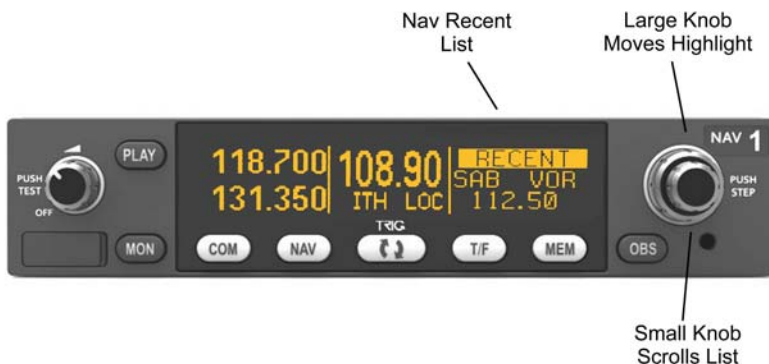 Nav Recent
List
Large Knob
Moves Highlight
PUSH
TEST
OFF
PLAY
MON
118.700
131.350
108.90
ITH LOC
RECENT
SAB VOR
112.50
TRIG
COM
NAV
T/F
MEM
NAV 1
PUSH
STEP
OBS
Small Knob
Scrolls List